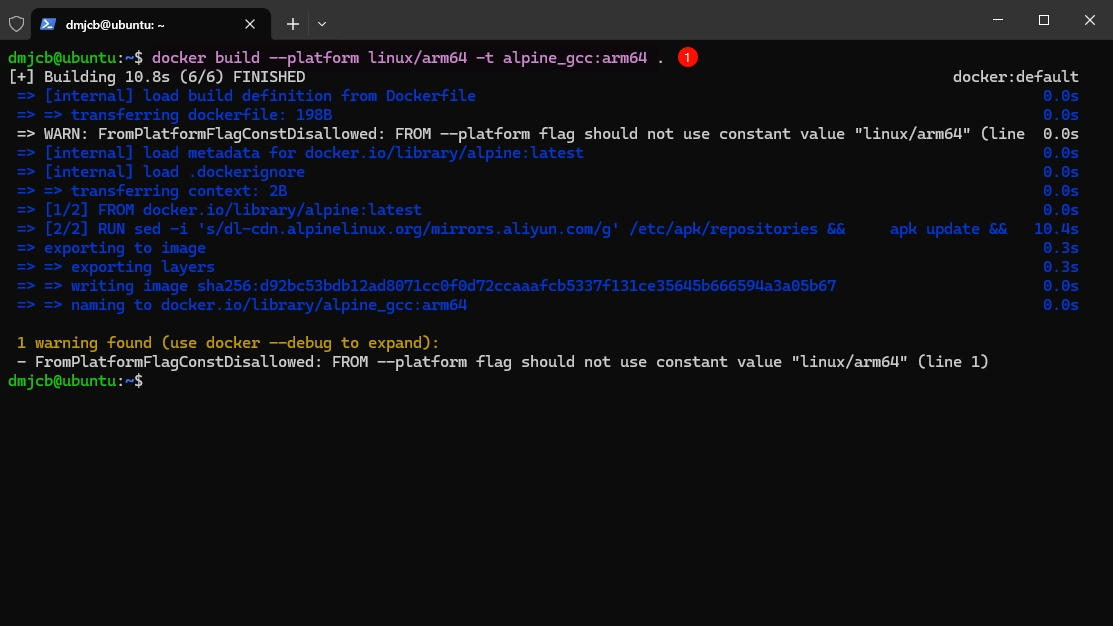 dmjcb@ubuntu: ~
dmjcb@ubuntu:~$ docker build --platform linux/arm64 -t alpine_gcc:arm64 . 1
[+] Building 10.8s (6/6) FINISHED docker:default
=> [internal] load build definition from Dockerfile 0.0s
=> => transferring dockerfile: 198B 0.0s
=> WARN: FromPlatformFlagConstDisallowed: FROM --platform flag should not use constant value "linux/arm64" (line 0.0s
=> [internal] load metadata for docker.io/library/alpine:latest 0.0s
=> [internal] load .dockerignore 0.0s
=> => transferring context: 2B 0.0s
=> [1/2] FROM docker.io/library/alpine:latest 0.0s
=> [2/2] RUN sed -i 's/dl-cdn.alpinelinux.org/mirrors.aliyun.com/g' /etc/apk/repositories && apk update && 10.4s
=> exporting to image 0.3s
=> => exporting layers 0.3s
=> => writing image sha256:d92bc53bdb12ad8071cc0f0d72ccaaafcb5337f131ce35645b666594a3a05b67 0.0s
=> => naming to docker.io/library/alpine_gcc:arm64 0.0s
1 warning found (use docker --debug to expand):
- FromPlatformFlagConstDisallowed: FROM --platform flag should not use constant value "linux/arm64" (line 1)
dmjcb@ubuntu:~$